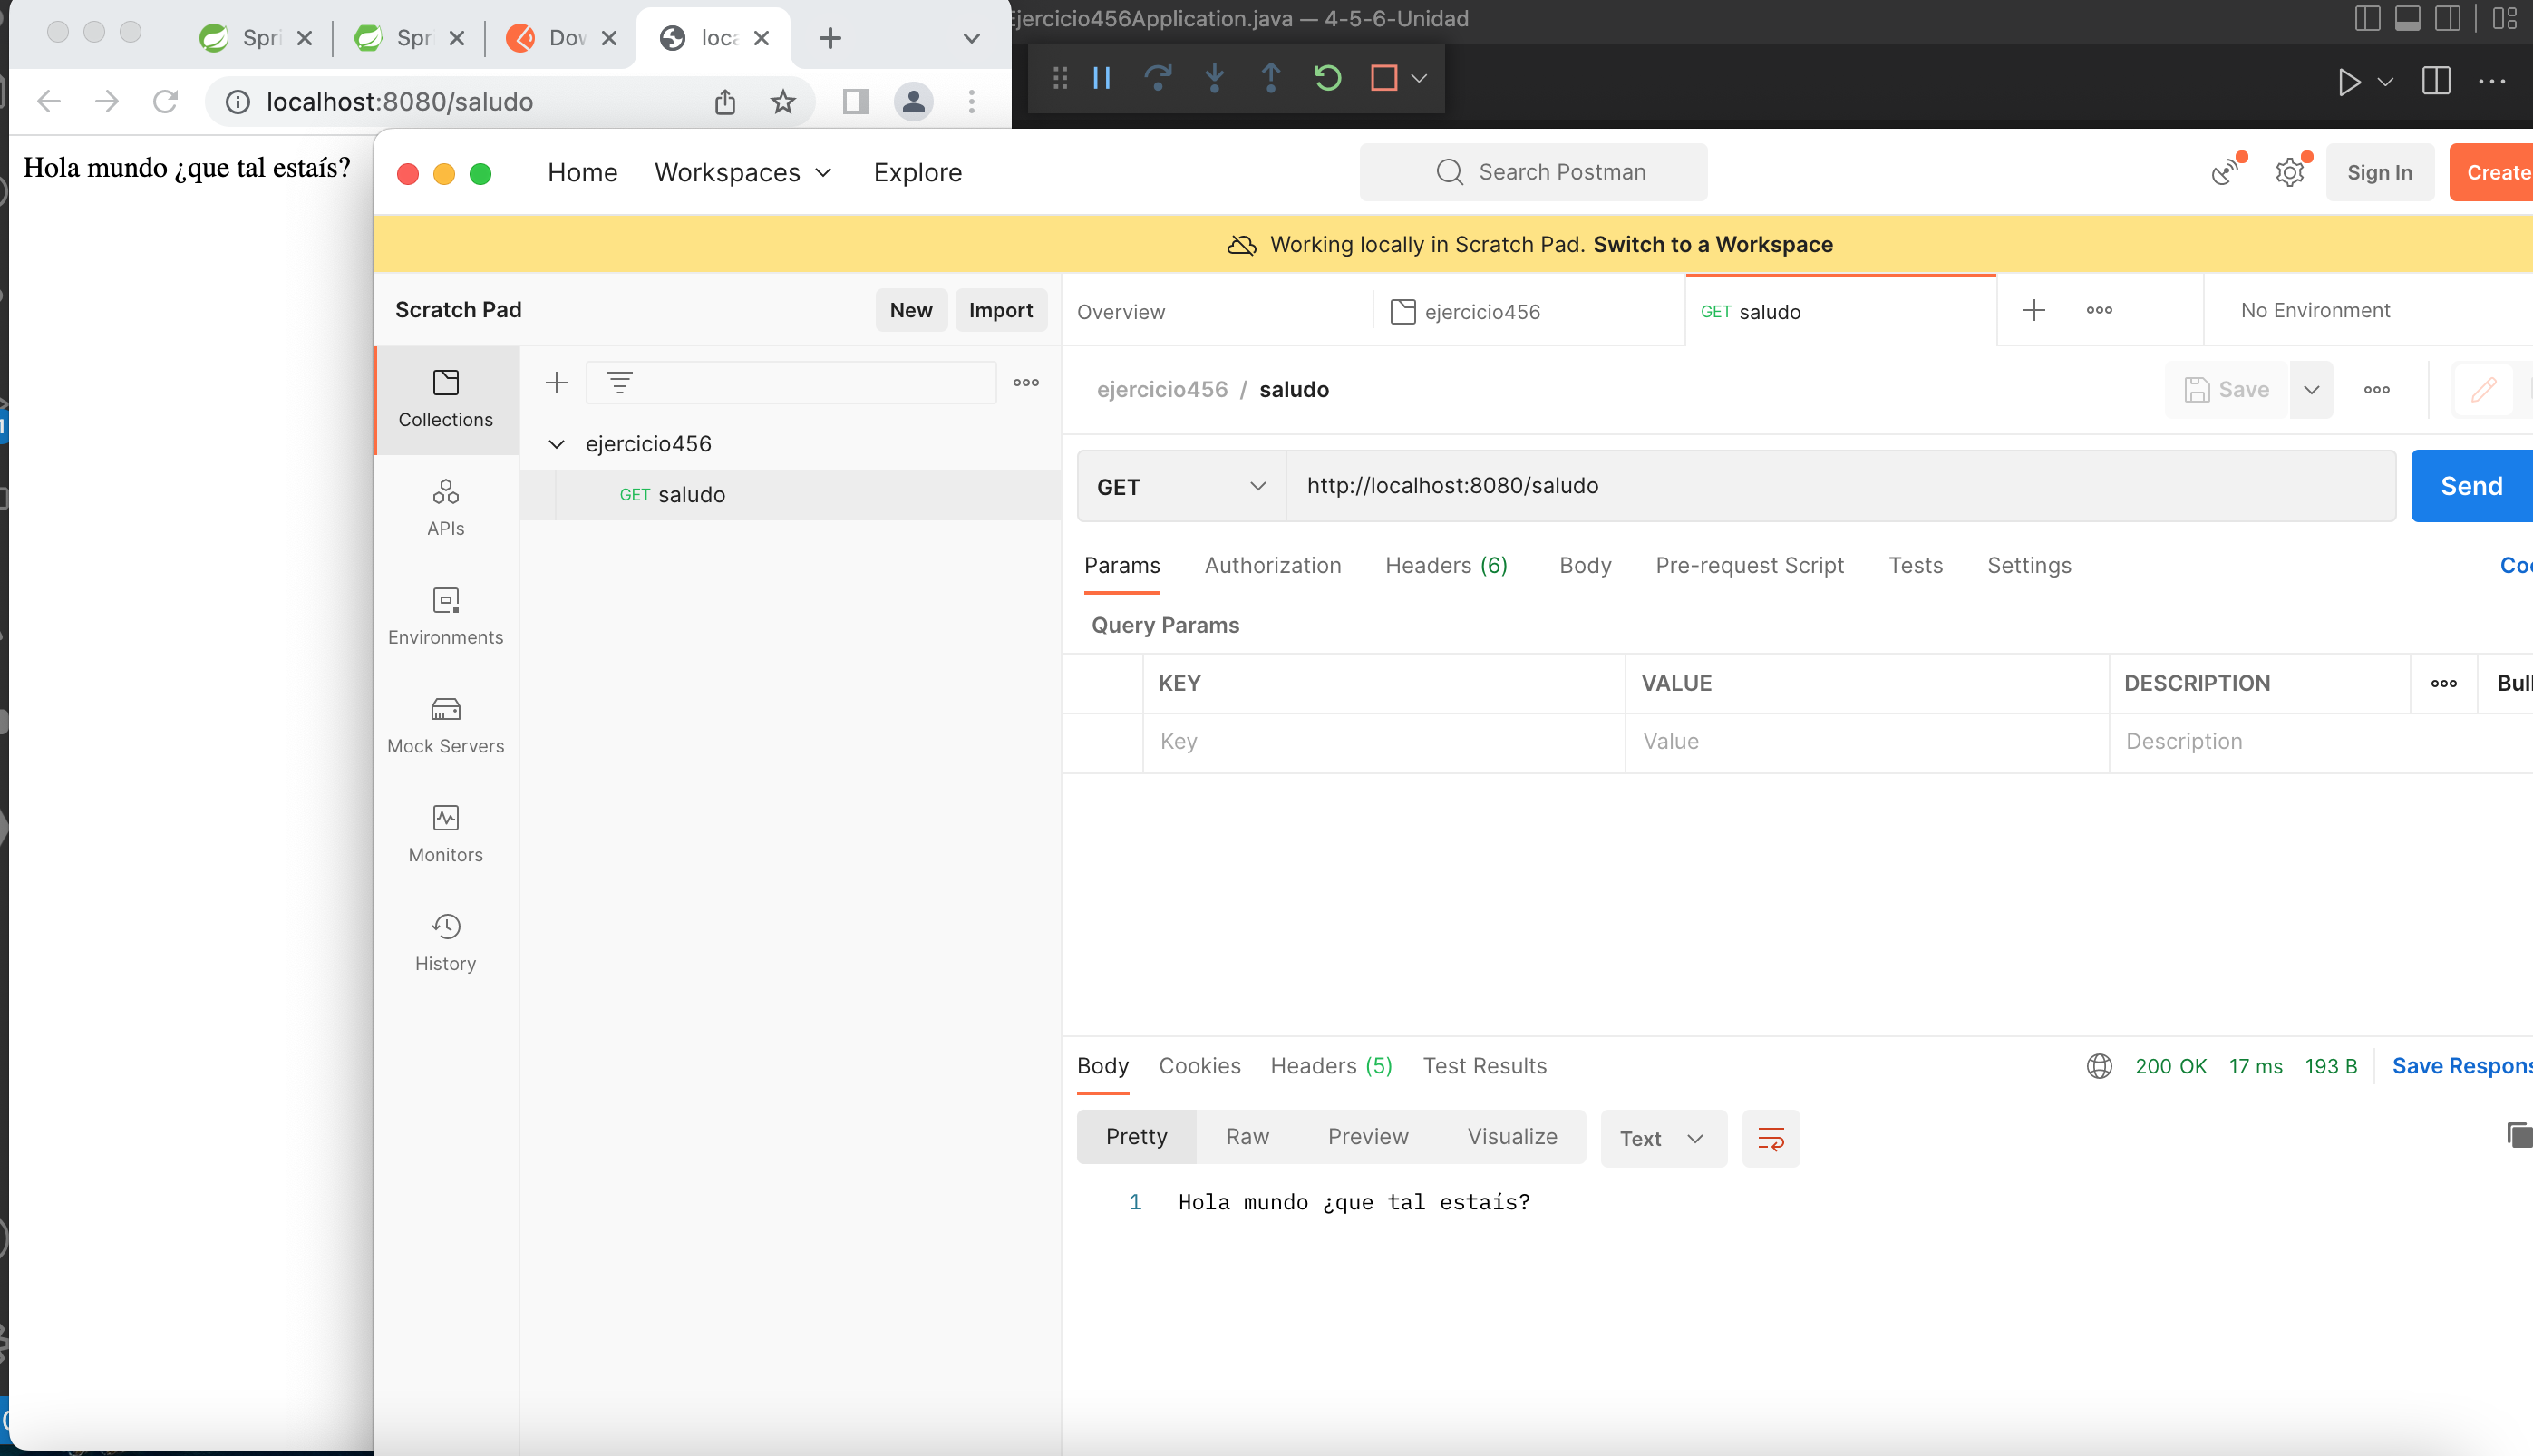 Ejercicio456Application.java — 4-5-6-Unidad
Spri
Spr
Dow
loca
localhost:8080/saludo
Hola mundo ¿que tal estaís?
Home Workspaces Explore
Search Postman
Sign In
Create
Working locally in Scratch Pad. Switch to a Workspace
Scratch Pad
New
Import
Overview
ejercicio456
GET saludo
No Environment
Collections
APIs
Environments
Mock Servers
Monitors
History
ejercicio456
GET saludo
ejercicio456 / saludo
Save
GET
http://localhost:8080/saludo
Send
Params Authorization Headers (6) Body Pre-request Script Tests Settings
Coo
Query Params
KEY VALUE DESCRIPTION
Bul
Key Value Description
Body Cookies Headers (5) Test Results
200 OK 17 ms 193 B
Save Respons
Pretty Raw Preview Visualize
Text
1 Hola mundo ¿que tal estaís?